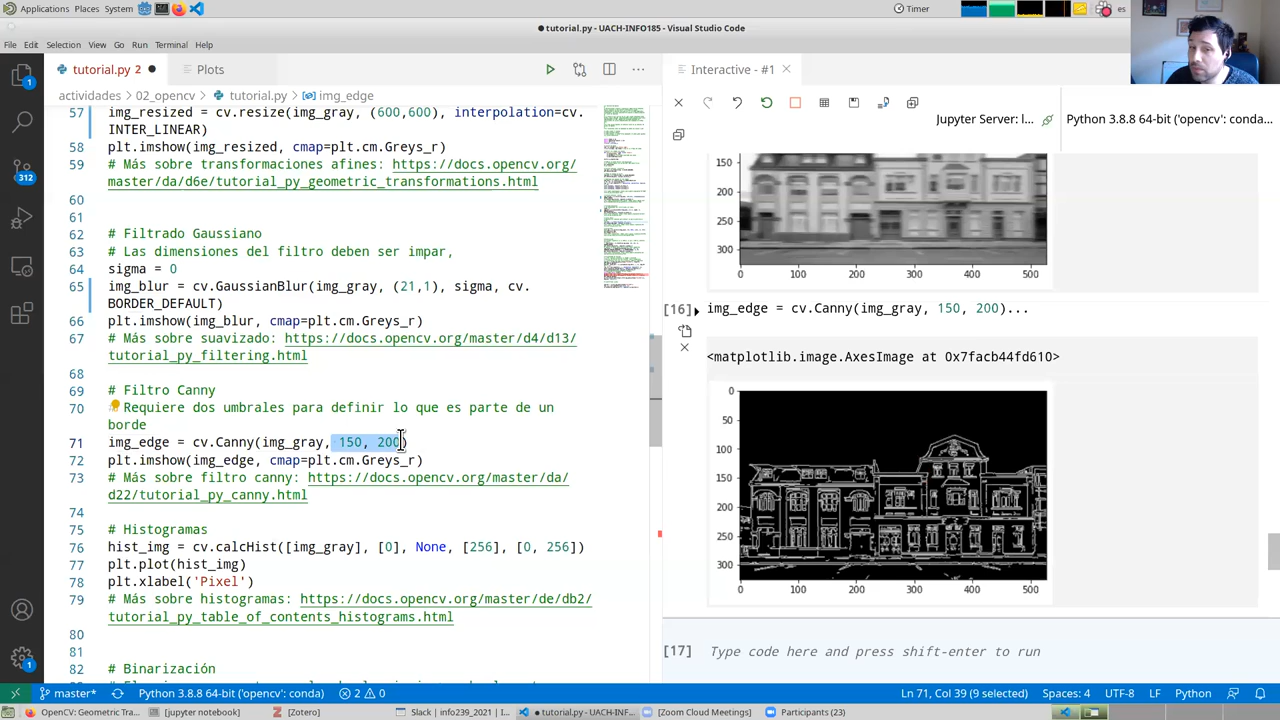 Applications Places System
Timer
es
tutorial.py - UACH-INFO185 - Visual Studio Code
File Edit Selection View Go Run Terminal Help
tutorial.py 2
Plots
Interactive - #1
actividades > 02_opencv > tutorial.py > img_edge
57 img_resized = cv.resize(img_gray, (600,600), interpolation=cv.
INTER_LINEAR)
58 plt.imshow(img_resized, cmap=plt.cm.Greys_r)
59 # Más sobre transformaciones afines: https://docs.opencv.org/
master/da/d6e/tutorial_py_geometric_transformations.html
60
61
62 # Filtrado Gaussiano
63 # Las dimensiones del filtro deben ser impar,
64 sigma = 0
65 img_blur = cv.GaussianBlur(img_gray, (21,1), sigma, cv.
BORDER_DEFAULT)
66 plt.imshow(img_blur, cmap=plt.cm.Greys_r)
67 # Más sobre suavizado: https://docs.opencv.org/master/d4/d13/
tutorial_py_filtering.html
68
69 # Filtro Canny
70 Requiere dos umbrales para definir lo que es parte de un
borde
71 img_edge = cv.Canny(img_gray, 150, 200)
72 plt.imshow(img_edge, cmap=plt.cm.Greys_r)
73 # Más sobre filtro canny: https://docs.opencv.org/master/da/
d22/tutorial_py_canny.html
74
75 # Histogramas
76 hist_img = cv.calcHist([img_gray], [0], None, [256], [0, 256])
77 plt.plot(hist_img)
78 plt.xlabel('Pixel')
79 # Más sobre histogramas: https://docs.opencv.org/master/de/db2/
tutorial_py_table_of_contents_histograms.html
80
81
82 # Binarización
1
312
1
Jupyter Server: l...
Python 3.8.8 64-bit ('opencv': conda...
150
200
250
300
0 100 200 300 400 500
[16] img_edge = cv.Canny(img_gray, 150, 200)...
<matplotlib.image.AxesImage at 0x7facb44fd610>
0
50
100
150
200
250
300
0 100 200 300 400 500
[17] Type code here and press shift-enter to run
master* Python 3.8.8 64-bit ('opencv': conda) 2 0
Ln 71, Col 39 (9 selected) Spaces: 4 UTF-8 LF Python
OpenCV: Geometric Tra... [jupyter notebook] [Zotero] Slack | info239_2021 | I... tutorial.py - UACH-INF... [Zoom Cloud Meetings] Participants (23)